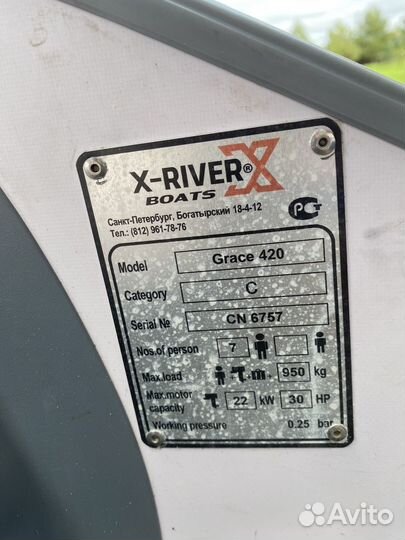 X-RIVER® X
BOATS
Санкт-Петербург, Богатырский 18-4-12
Тел.: (812) 961-78-76
РСТ
Model Grace 420
Category C
Serial № CN 6757
Nos.of person 7
Max.load + + 950 kg
Max.motor capacity 22 kW 30 HP
Working pressure 0.25 bar
Avito